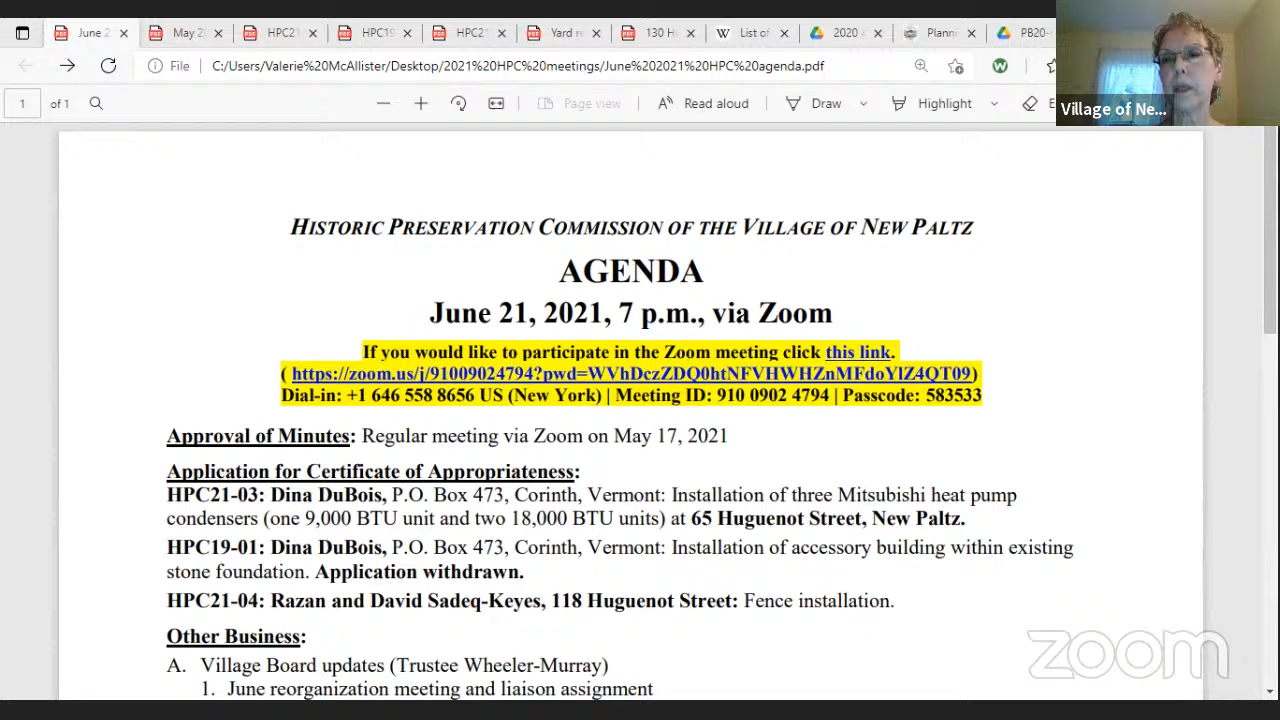 June 2
May 2
HPC21
HPC19
HPC21
Yard re
130 H
List of
2020
Planni
PB20-
File C:/Users/Valerie%20McAllister/Desktop/2021%20HPC%20meetings/June%202021%20HPC%20agenda.pdf
Village of Ne...
1 of 1 Page view Read aloud Draw Highlight E
HISTORIC PRESERVATION COMMISSION OF THE VILLAGE OF NEW PALTZ
AGENDA
June 21, 2021, 7 p.m., via Zoom
If you would like to participate in the Zoom meeting click this link.
( https://zoom.us/j/91009024794?pwd=WVhDczZDQ0htNFVHWHZnMFdoYlZ4QT09)
Dial-in: +1 646 558 8656 US (New York) | Meeting ID: 910 0902 4794 | Passcode: 583533
Approval of Minutes: Regular meeting via Zoom on May 17, 2021
Application for Certificate of Appropriateness:
HPC21-03: Dina DuBois, P.O. Box 473, Corinth, Vermont: Installation of three Mitsubishi heat pump
condensers (one 9,000 BTU unit and two 18,000 BTU units) at 65 Huguenot Street, New Paltz.
HPC19-01: Dina DuBois, P.O. Box 473, Corinth, Vermont: Installation of accessory building within existing
stone foundation. Application withdrawn.
HPC21-04: Razan and David Sadeq-Keyes, 118 Huguenot Street: Fence installation.
Other Business:
A. Village Board updates (Trustee Wheeler-Murray)
1. June reorganization meeting and liaison assignment
zoom